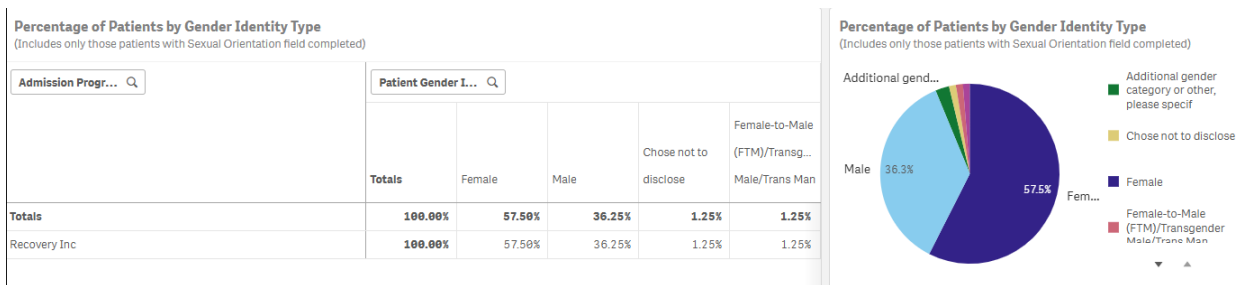 Percentage of Patients by Gender Identity Type
(Includes only those patients with Sexual Orientation field completed)
Admission Progr...
Patient Gender I...
Totals
Female
Male
Chose not to
disclose
Female-to-Male
(FTM)/Transg...
Male/Trans Man
Totals 100.00% 57.50% 36.25% 1.25% 1.25%
Recovery Inc 100.00% 57.50% 36.25% 1.25% 1.25%
Percentage of Patients by Gender Identity Type
(Includes only those patients with Sexual Orientation field completed)
Additional gend...
Male
36.3%
57.5%
Fem...
Additional gender
category or other,
please specif
Chose not to disclose
Female
Female-to-Male
(FTM)/Transgender
Male/Trans Man